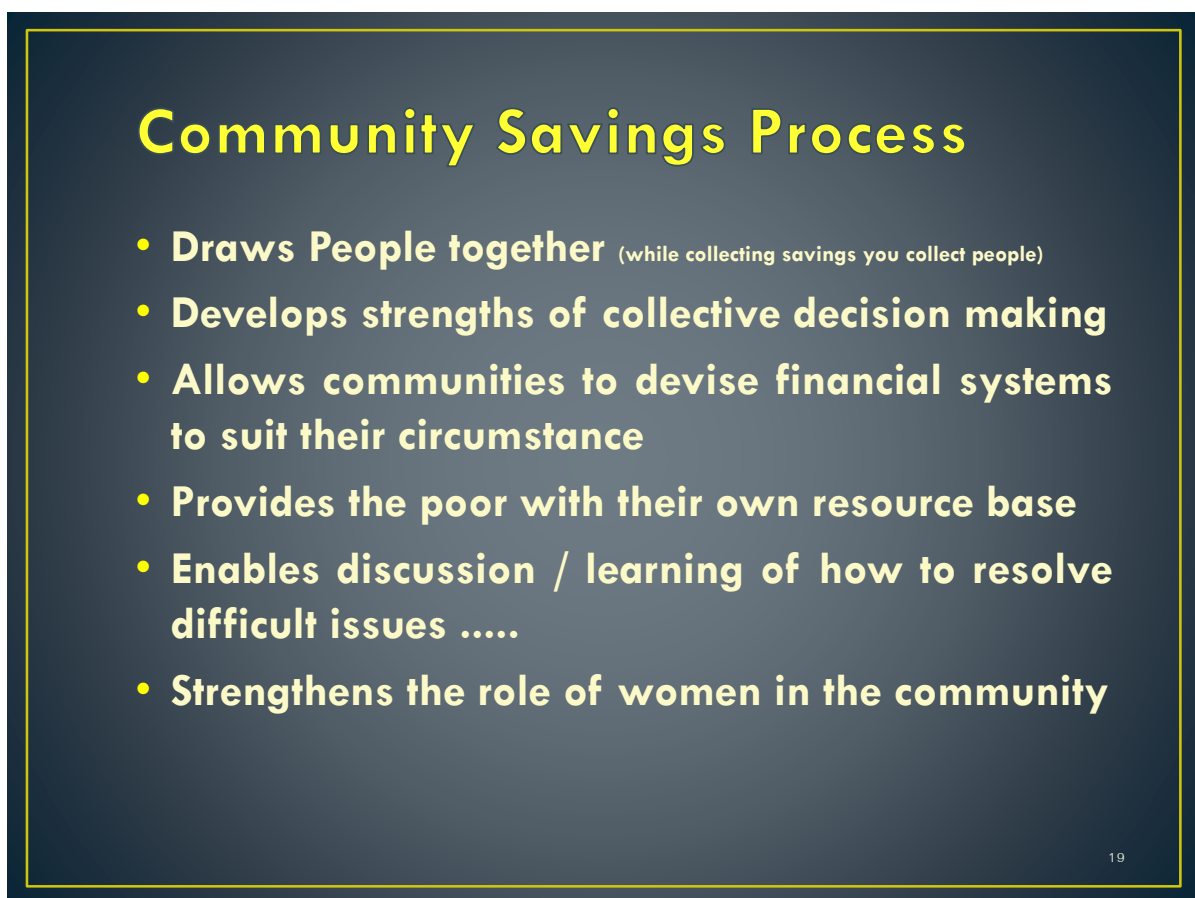 Community Savings Process
• Draws People together (while collecting savings you collect people)
• Develops strengths of collective decision making
• Allows communities to devise financial systems
to suit their circumstance
• Provides the poor with their own resource base
• Enables discussion / learning of how to resolve
difficult issues .....
• Strengthens the role of women in the community
19